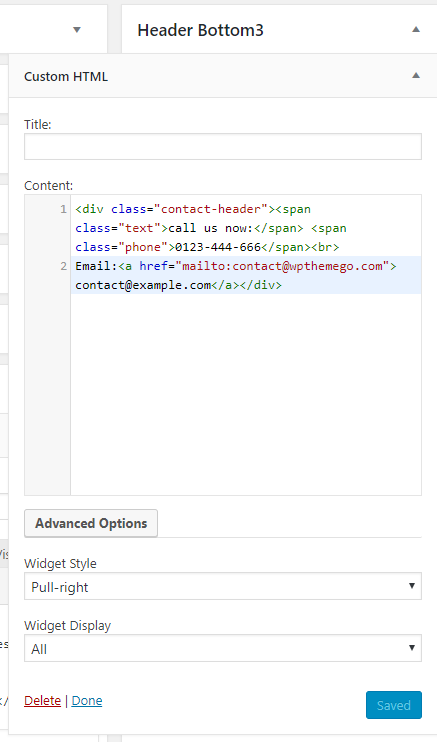 Header Bottom3
Custom HTML
Title:
Content:
1 <div class="contact-header"><span
class="text">call us now:</span> <span
class="phone">0123-444-666</span><br>
2 Email:<a href="mailto:contact@wpthemego.com">
contact@example.com</a></div>
Advanced Options
Widget Style
Pull-right
Widget Display
All
Delete | Done
Saved